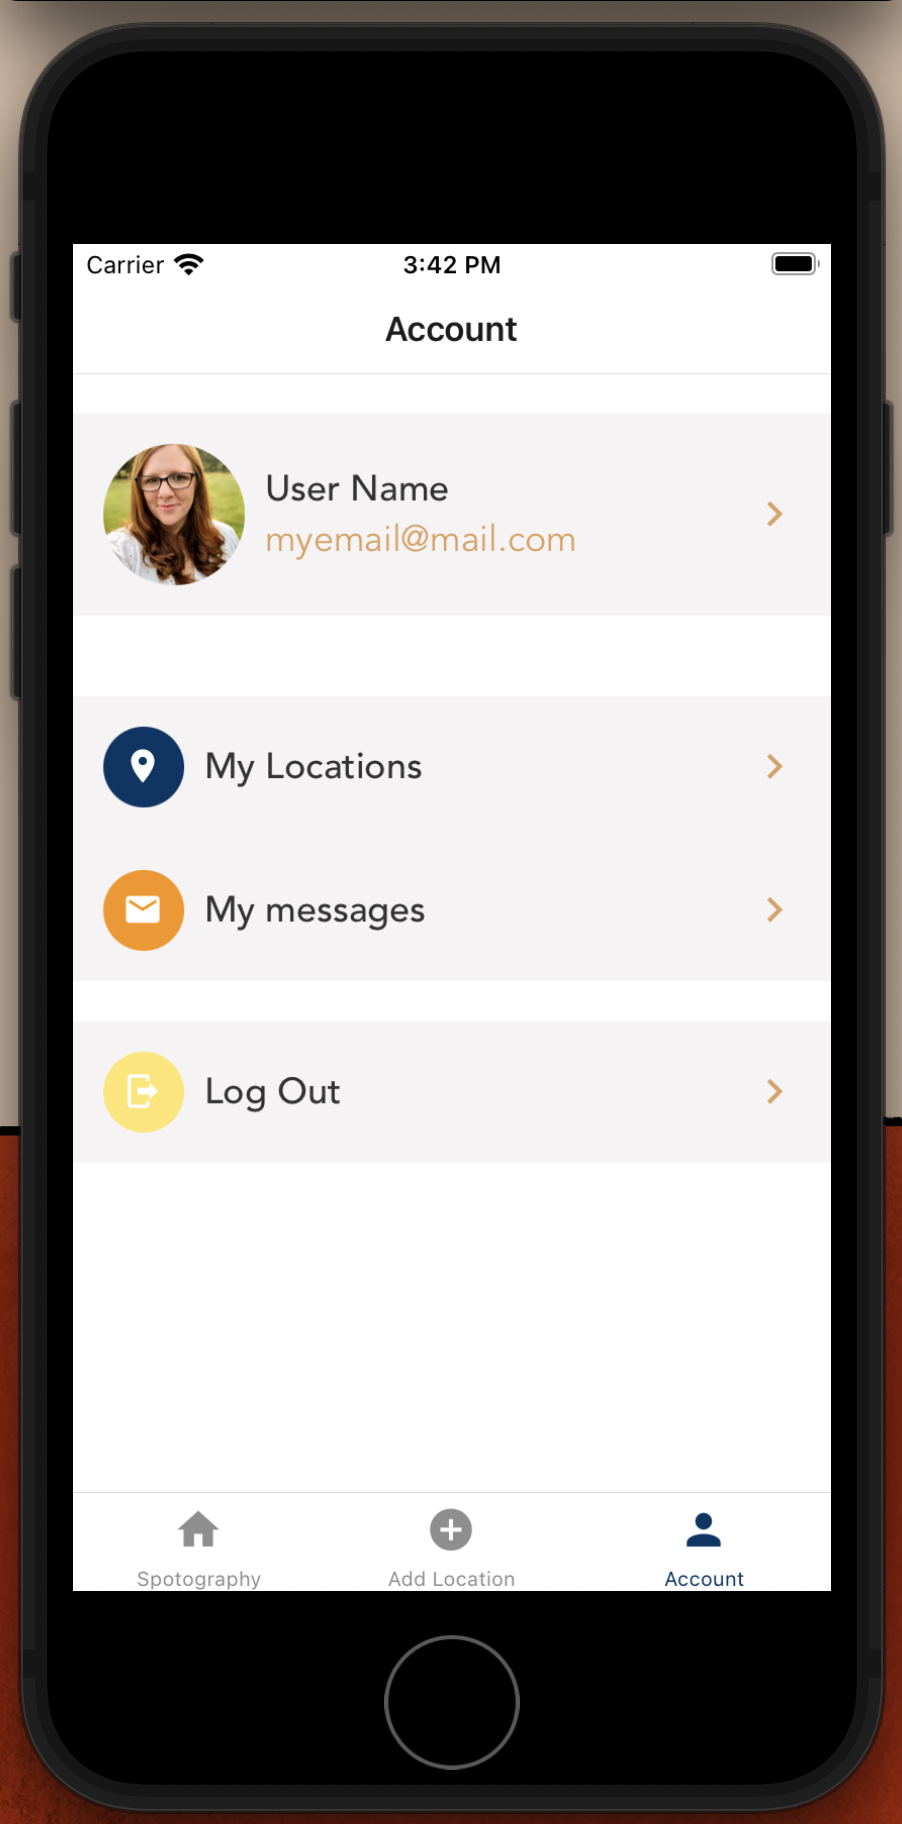 Carrier
3:42 PM
Account
User Name
myemail@mail.com
My Locations
My messages
Log Out
Spotography
Add Location
Account